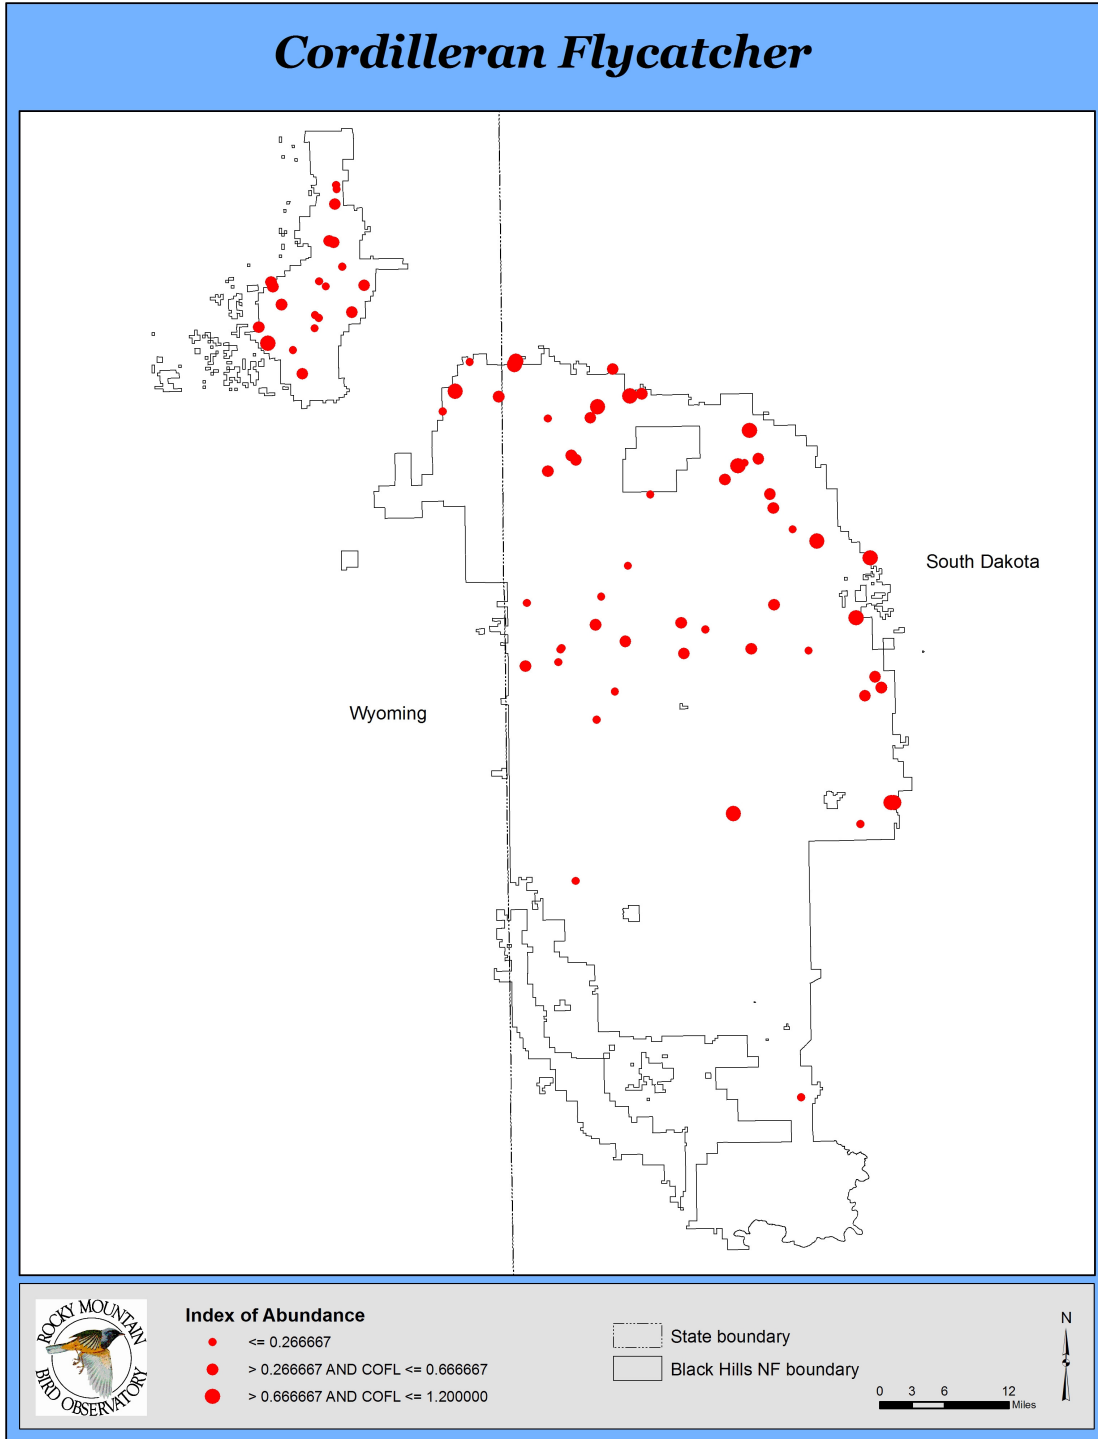 Cordilleran Flycatcher
South Dakota
Wyoming
ROCKY MOUNTAIN
BIRD OBSERVATORY
Index of Abundance
<= 0.266667
> 0.266667 AND COFL <= 0.666667
> 0.666667 AND COFL <= 1.200000
State boundary
Black Hills NF boundary
N
0 3 6 12
Miles